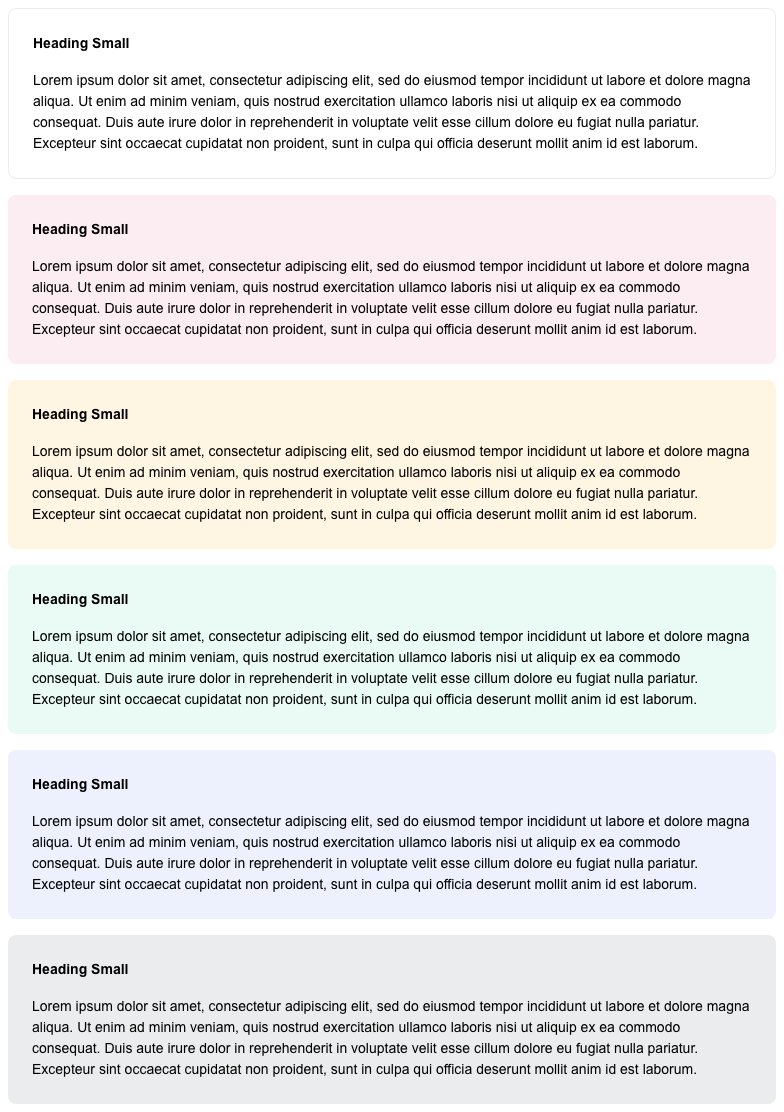 Heading Small
Lorem ipsum dolor sit amet, consectetur adipiscing elit, sed do eiusmod tempor incididunt ut labore et dolore magna
aliqua. Ut enim ad minim veniam, quis nostrud exercitation ullamco laboris nisi ut aliquip ex ea commodo
consequat. Duis aute irure dolor in reprehenderit in voluptate velit esse cillum dolore eu fugiat nulla pariatur.
Excepteur sint occaecat cupidatat non proident, sunt in culpa qui officia deserunt mollit anim id est laborum.
Heading Small
Lorem ipsum dolor sit amet, consectetur adipiscing elit, sed do eiusmod tempor incididunt ut labore et dolore magna
aliqua. Ut enim ad minim veniam, quis nostrud exercitation ullamco laboris nisi ut aliquip ex ea commodo
consequat. Duis aute irure dolor in reprehenderit in voluptate velit esse cillum dolore eu fugiat nulla pariatur.
Excepteur sint occaecat cupidatat non proident, sunt in culpa qui officia deserunt mollit anim id est laborum.
Heading Small
Lorem ipsum dolor sit amet, consectetur adipiscing elit, sed do eiusmod tempor incididunt ut labore et dolore magna
aliqua. Ut enim ad minim veniam, quis nostrud exercitation ullamco laboris nisi ut aliquip ex ea commodo
consequat. Duis aute irure dolor in reprehenderit in voluptate velit esse cillum dolore eu fugiat nulla pariatur.
Excepteur sint occaecat cupidatat non proident, sunt in culpa qui officia deserunt mollit anim id est laborum.
Heading Small
Lorem ipsum dolor sit amet, consectetur adipiscing elit, sed do eiusmod tempor incididunt ut labore et dolore magna
aliqua. Ut enim ad minim veniam, quis nostrud exercitation ullamco laboris nisi ut aliquip ex ea commodo
consequat. Duis aute irure dolor in reprehenderit in voluptate velit esse cillum dolore eu fugiat nulla pariatur.
Excepteur sint occaecat cupidatat non proident, sunt in culpa qui officia deserunt mollit anim id est laborum.
Heading Small
Lorem ipsum dolor sit amet, consectetur adipiscing elit, sed do eiusmod tempor incididunt ut labore et dolore magna
aliqua. Ut enim ad minim veniam, quis nostrud exercitation ullamco laboris nisi ut aliquip ex ea commodo
consequat. Duis aute irure dolor in reprehenderit in voluptate velit esse cillum dolore eu fugiat nulla pariatur.
Excepteur sint occaecat cupidatat non proident, sunt in culpa qui officia deserunt mollit anim id est laborum.
Heading Small
Lorem ipsum dolor sit amet, consectetur adipiscing elit, sed do eiusmod tempor incididunt ut labore et dolore magna
aliqua. Ut enim ad minim veniam, quis nostrud exercitation ullamco laboris nisi ut aliquip ex ea commodo
consequat. Duis aute irure dolor in reprehenderit in voluptate velit esse cillum dolore eu fugiat nulla pariatur.
Excepteur sint occaecat cupidatat non proident, sunt in culpa qui officia deserunt mollit anim id est laborum.